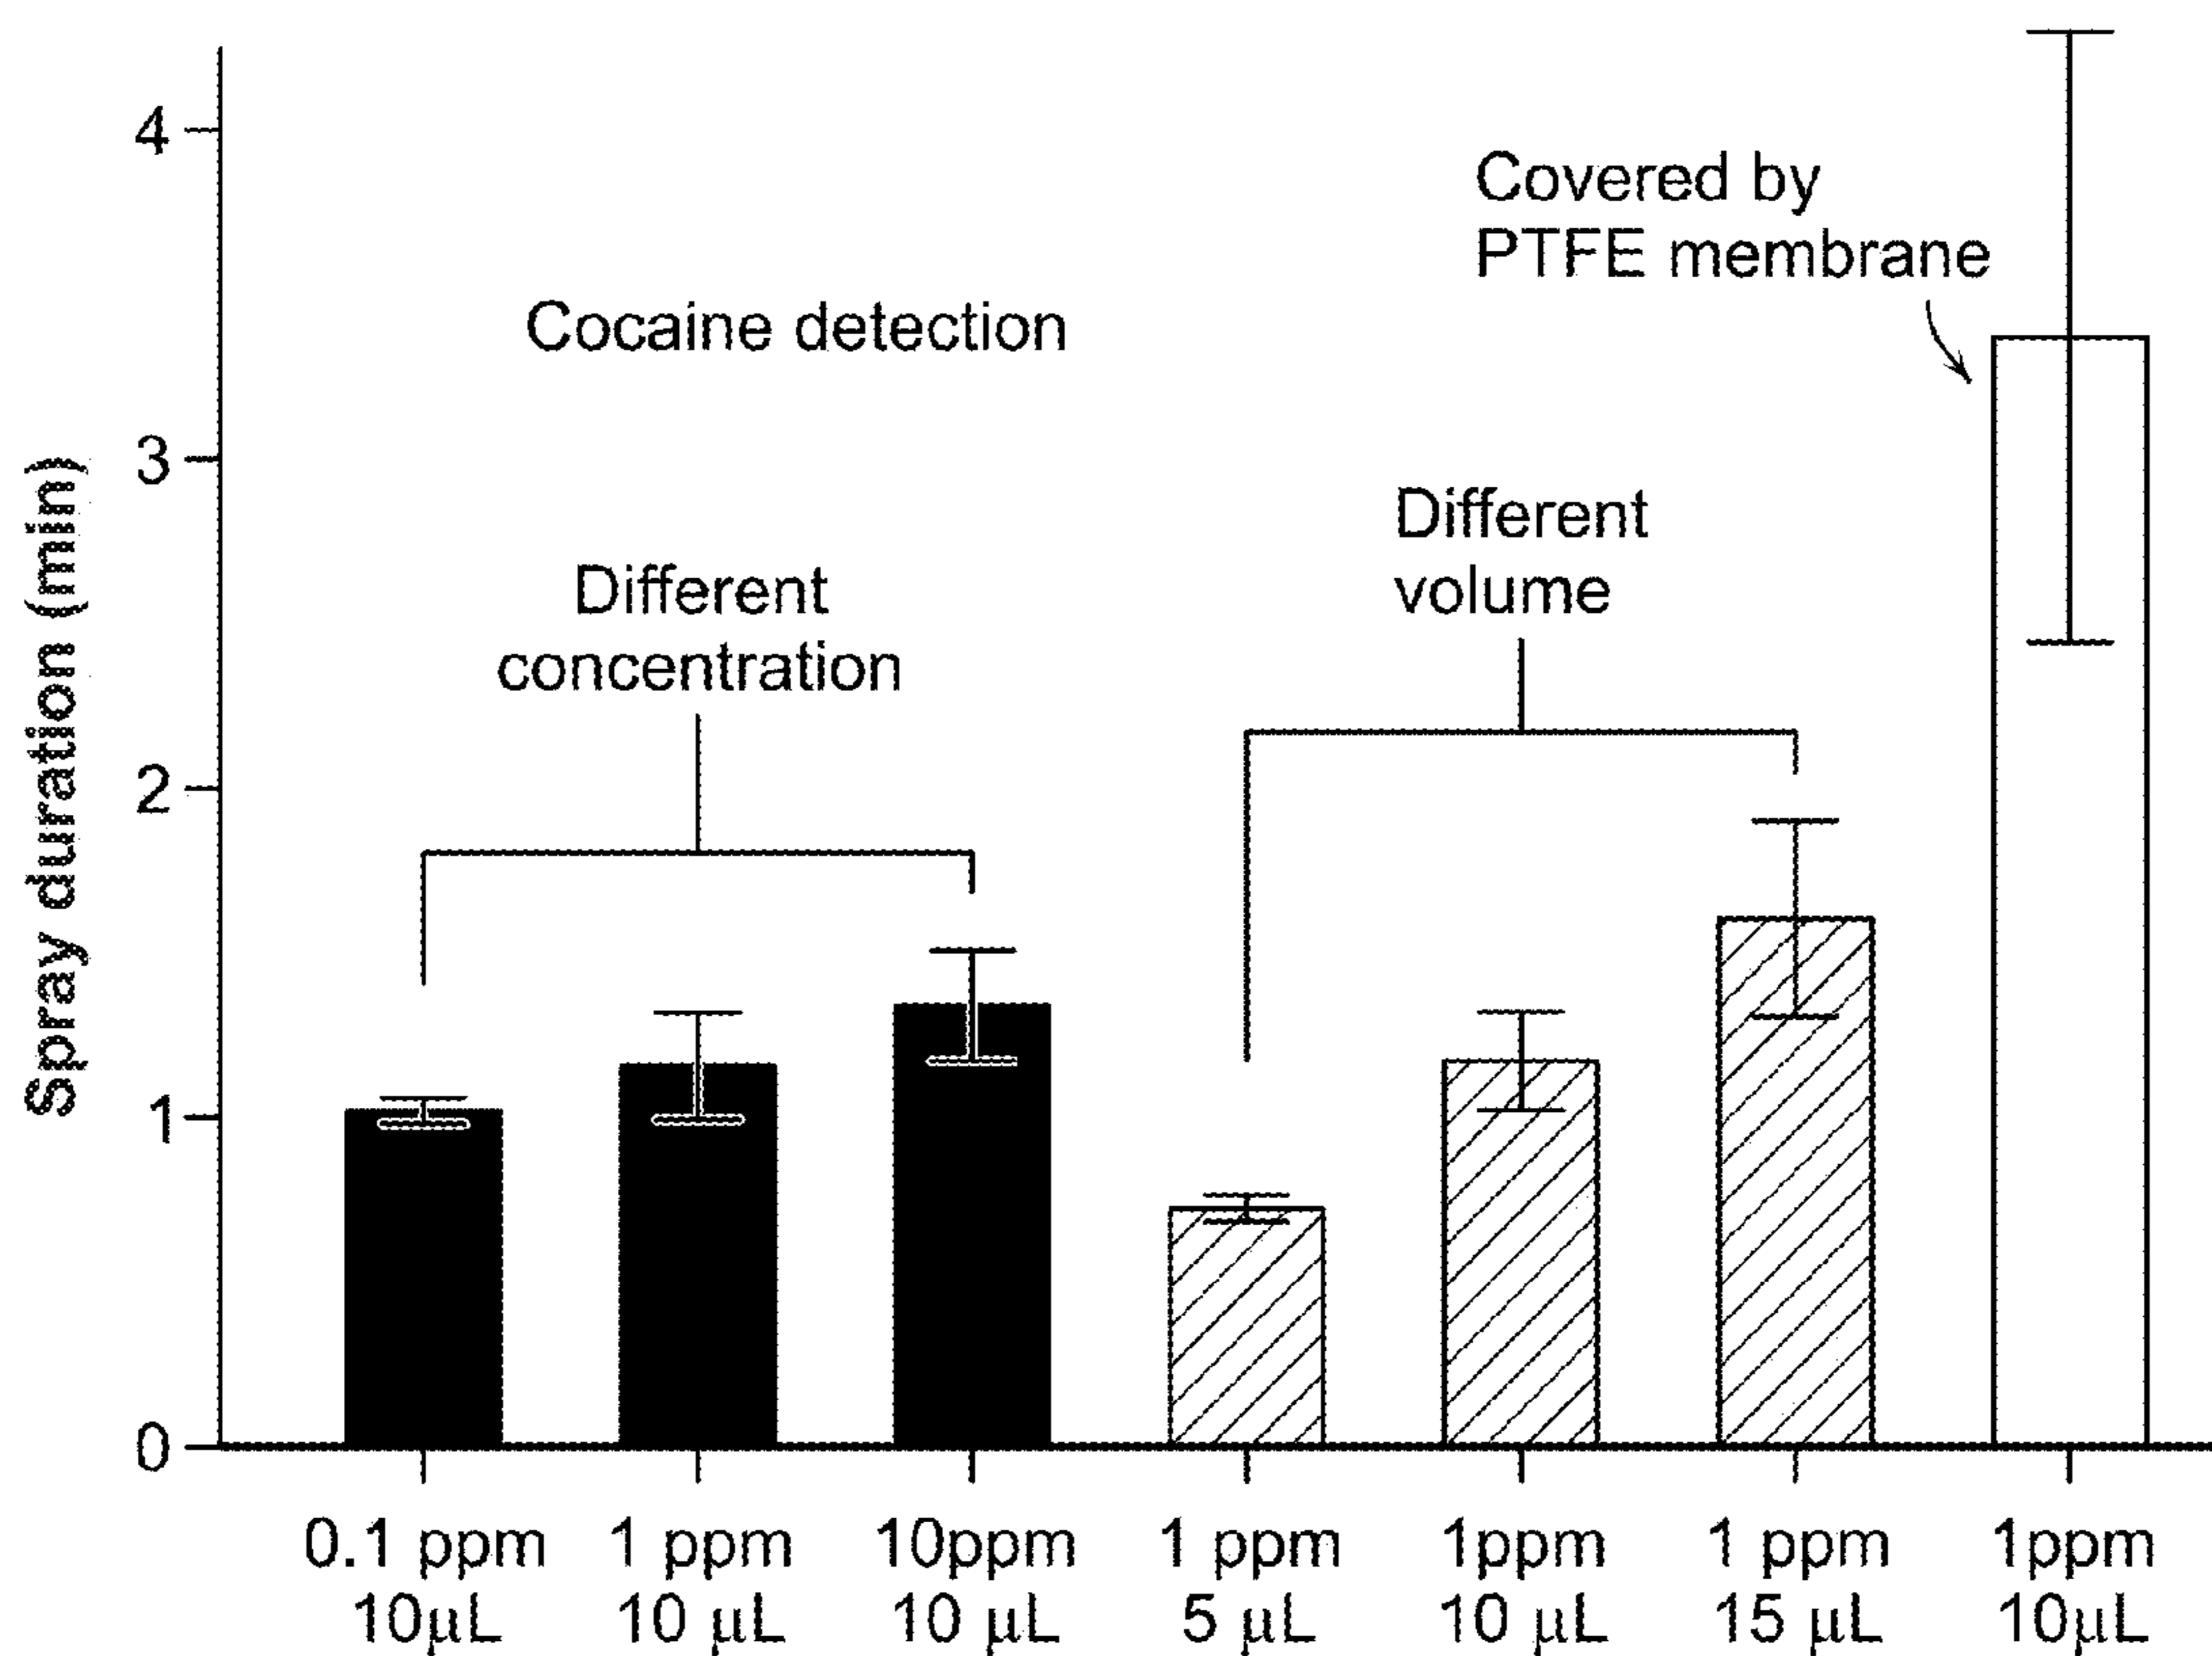 Spray duration (min)
4
3
2
1
0
Cocaine detection
Different
concentration
Different
volume
Covered by
PTFE membrane
0.1 ppm
10µL
1 ppm
10 µL
10ppm
10 µL
1 ppm
5 µL
1ppm
10 µL
1 ppm
15 µL
1ppm
10µL